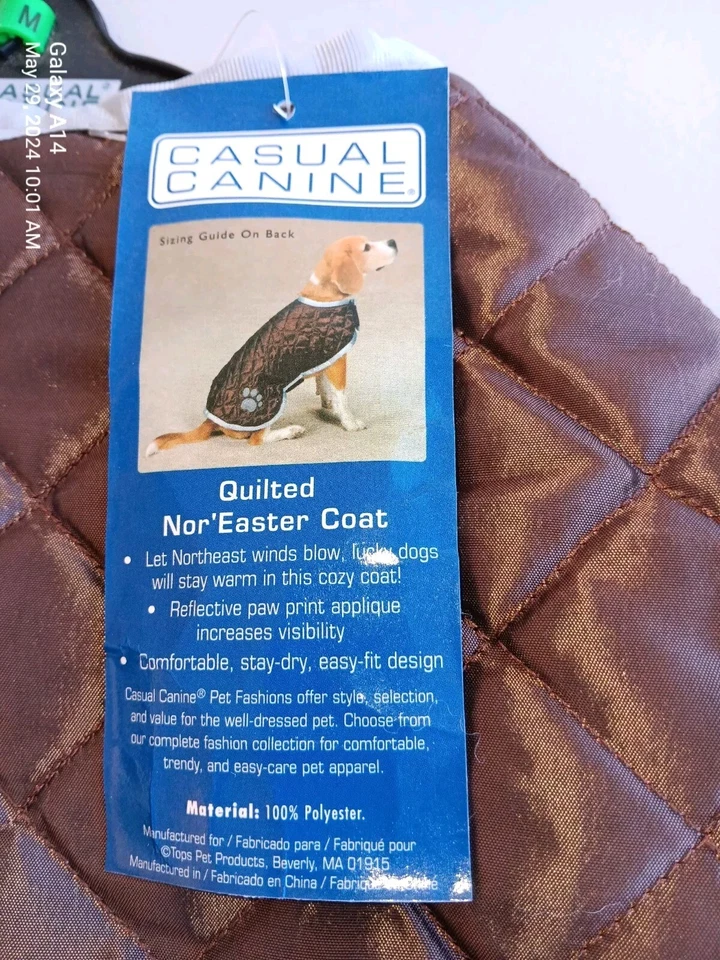 M
Galaxy A14
May 29, 2024 10:01 AM
CASUAL
CANINE
CASUAL
CANINE®
Sizing Guide On Back
Quilted
Nor'Easter Coat
• Let Northeast winds blow, lucky dogs
will stay warm in this cozy coat!
• Reflective paw print applique
increases visibility
• Comfortable, stay-dry, easy-fit design
Casual Canine® Pet Fashions offer style, selection,
and value for the well-dressed pet. Choose from
our complete fashion collection for comfortable,
trendy, and easy-care pet apparel.
Material: 100% Polyester.
Manufactured for / Fabricado para / Fabriqué pour
©Tops Pet Products, Beverly, MA 01915
Manufactured in / Fabricado en China / Fabriqué